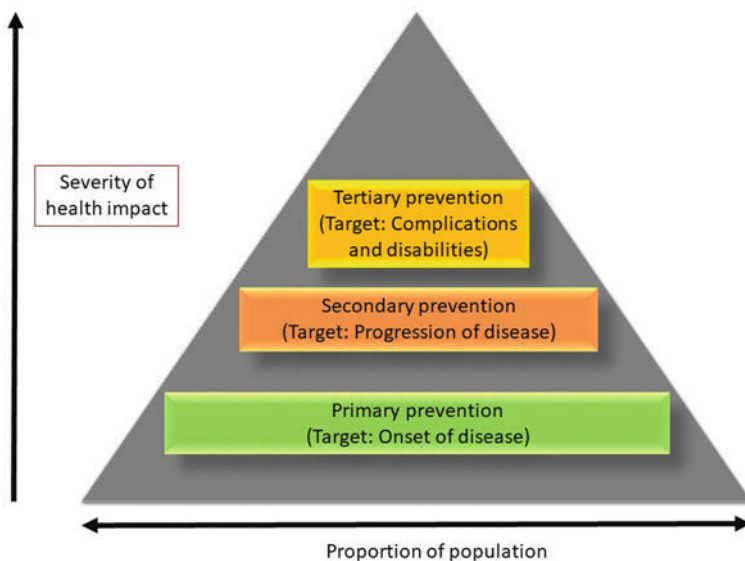 Severity of
health impact
Tertiary prevention
(Target: Complications
and disabilities)
Secondary prevention
(Target: Progression of disease)
Primary prevention
(Target: Onset of disease)
Proportion of population